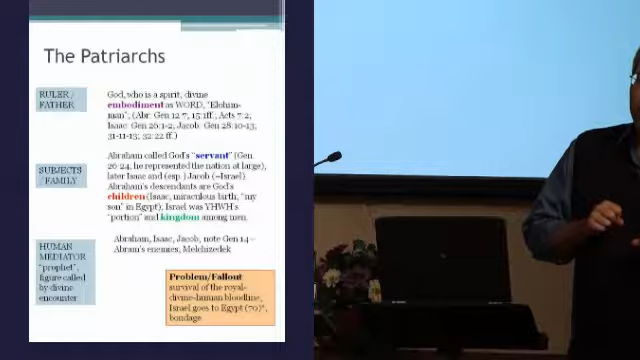 The Patriarchs
RULER /
FATHER
God, who is a spirit, divine
embodiment as WORD, "Elohim-
man"; (Abr: Gen 12:7, 15:1ff; Acts 7:2;
Isaac: Gen 26:1-2, Jacob: Gen 28:10-13;
31:11-13; 32:22 ff.)
SUBJECTS
/ FAMILY
Abraham called God's "servant" (Gen
26:24, he represented the nation at large),
later Isaac and (esp.) Jacob (=Israel).
Abraham's descendants are God's
children (Isaac, miraculous birth, "my
son" in Egypt). Israel was YHWH's
"portion" and kingdom among men.
HUMAN
MEDIATOR
"prophet",
figure called
by divine
encounter
Abraham, Isaac, Jacob, note Gen 14 –
Abram's enemies, Melchizedek
Problem/Fallout
survival of the royal-
divine-human bloodline,
Israel goes to Egypt (70)*,
bondage